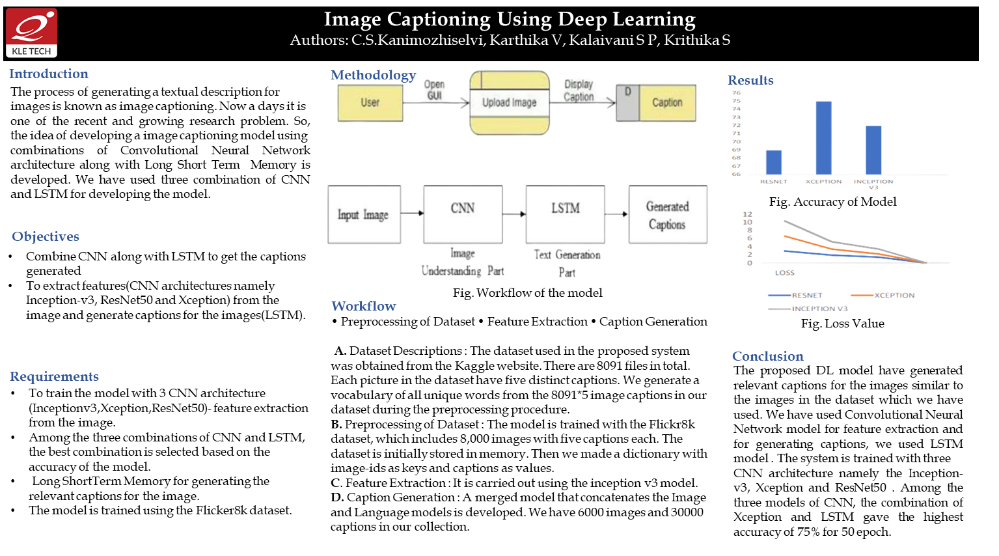 KLE TECH
Image Captioning Using Deep Learning
Authors: C.S.Kanimozhiselvi, Karthika V, Kalaivani S P, Krithika S
Introduction
The process of generating a textual description for
images is known as image captioning. Now a days it is
one of the recent and growing research problem. So,
the idea of developing a image captioning model using
combinations of Convolutional Neural Network
architecture along with Long Short Term Memory is
developed. We have used three combination of CNN
and LSTM for developing the model.
Objectives
• Combine CNN along with LSTM to get the captions
generated
• To extract features(CNN architectures namely
Inception-v3, ResNet50 and Xception) from the
image and generate captions for the images(LSTM).
Requirements
• To train the model with 3 CNN architecture
(Inceptionv3,Xception,ResNet50)- feature extraction
from the image.
• Among the three combinations of CNN and LSTM,
the best combination is selected based on the
accuracy of the model.
• Long ShortTerm Memory for generating the
relevant captions for the image.
• The model is trained using the Flicker8k dataset.
Methodology
User
Open
GUI
Upload Image
Display
Caption
D
Caption
Input Image
CNN
LSTM
Generated
Captions
Image
Understanding Part
Text Generation
Part
Fig. Workflow of the model
Workflow
• Preprocessing of Dataset • Feature Extraction • Caption Generation
A. Dataset Descriptions : The dataset used in the proposed system
was obtained from the Kaggle website. There are 8091 files in total.
Each picture in the dataset have five distinct captions. We generate a
vocabulary of all unique words from the 8091*5 image captions in our
dataset during the preprocessing procedure.
B. Preprocessing of Dataset : The model is trained with the Flickr8k
dataset, which includes 8,000 images with five captions each. The
dataset is initially stored in memory. Then we made a dictionary with
image-ids as keys and captions as values.
C. Feature Extraction : It is carried out using the inception v3 model.
D. Caption Generation : A merged model that concatenates the Image
and Language models is developed. We have 6000 images and 30000
captions in our collection.
Results
76
75
74
73
72
71
70
69
68
67
66
RESNET XCEPTION INCEPTION
V3
Fig. Accuracy of Model
12
10
8
6
4
2
0
LOSS
RESNET XCEPTION
INCEPTION V3
Fig. Loss Value
Conclusion
The proposed DL model have generated
relevant captions for the images similar to
the images in the dataset which we have
used. We have used Convolutional Neural
Network model for feature extraction and
for generating captions, we used LSTM
model . The system is trained with three
CNN architecture namely the Inception-
v3, Xception and ResNet50 . Among the
three models of CNN, the combination of
Xception and LSTM gave the highest
accuracy of 75% for 50 epoch.